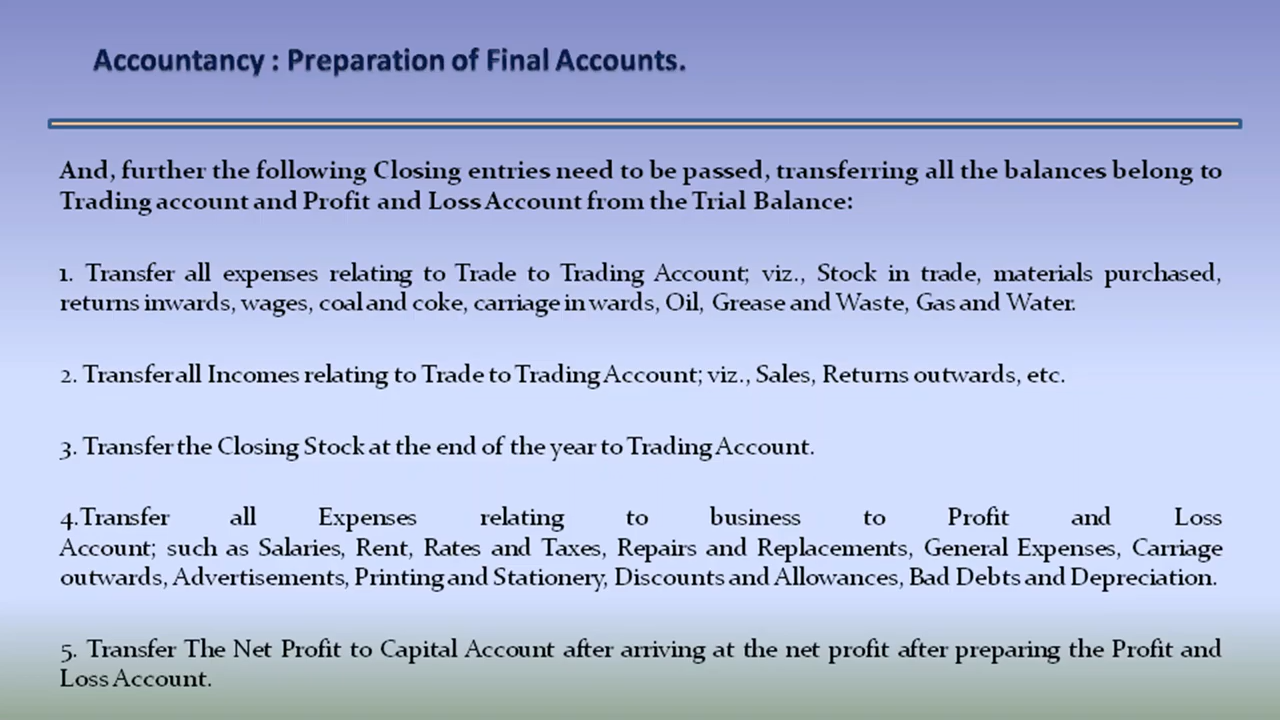 Accountancy : Preparation of Final Accounts.
And, further the following Closing entries need to be passed, transferring all the balances belong to
Trading account and Profit and Loss Account from the Trial Balance:
1. Transfer all expenses relating to Trade to Trading Account; viz., Stock in trade, materials purchased,
returns inwards, wages, coal and coke, carriage in wards, Oil, Grease and Waste, Gas and Water.
2. Transfer all Incomes relating to Trade to Trading Account; viz., Sales, Returns outwards, etc.
3. Transfer the Closing Stock at the end of the year to Trading Account.
4.Transfer all Expenses relating to business to Profit and Loss
Account; such as Salaries, Rent, Rates and Taxes, Repairs and Replacements, General Expenses, Carriage
outwards, Advertisements, Printing and Stationery, Discounts and Allowances, Bad Debts and Depreciation.
5. Transfer The Net Profit to Capital Account after arriving at the net profit after preparing the Profit and
Loss Account.